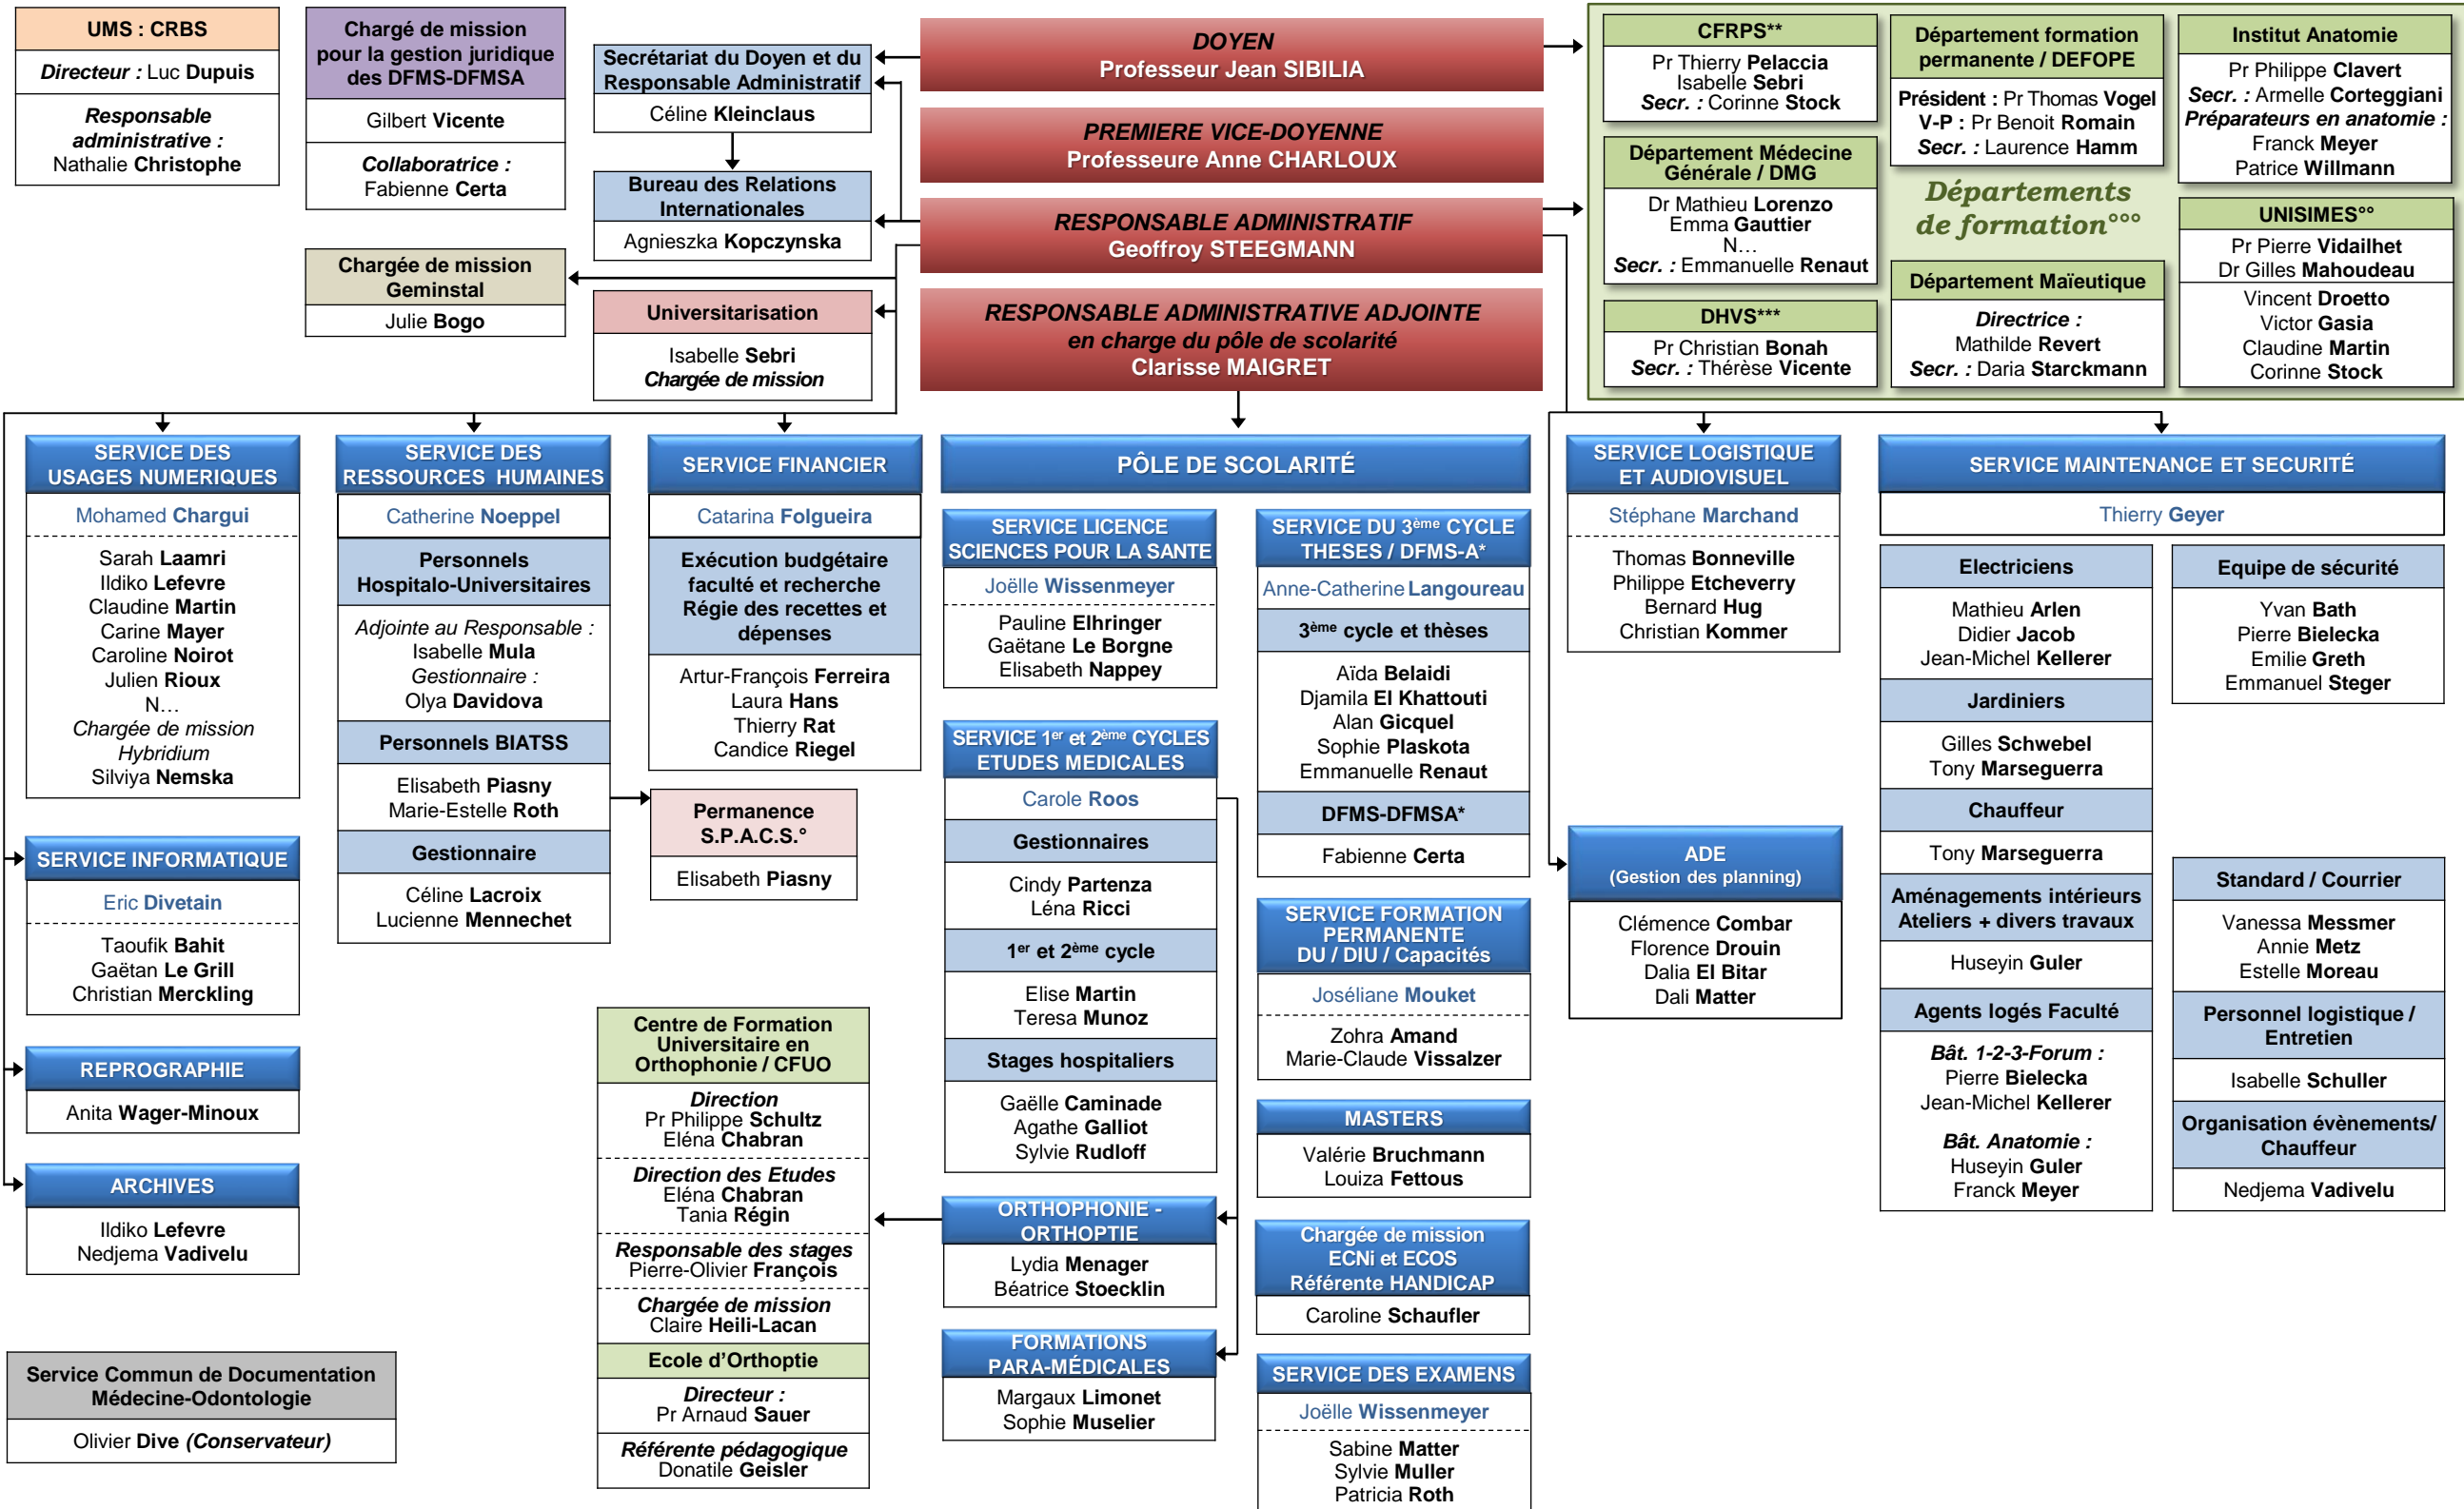 UMS : CRBS
Directeur : Luc Dupuis
Responsable
administrative :
Nathalie Christophe
Chargé de mission
pour la gestion juridique
des DFMS-DFMSA
Gilbert Vicente
Collaboratrice :
Fabienne Certa
Secrétariat du Doyen et du
Responsable Administratif
Céline Kleinclaus
Bureau des Relations
Internationales
Agnieszka Kopczynska
Chargée de mission
Geminstal
Julie Bogo
Universitarisation
Isabelle Sebri
Chargée de mission
DOYEN
Professeur Jean SIBILIA
PREMIERE VICE-DOYENNE
Professeure Anne CHARLOUX
RESPONSABLE ADMINISTRATIF
Geoffroy STEEGMANN
RESPONSABLE ADMINISTRATIVE ADJOINTE
en charge du pôle de scolarité
Clarisse MAIGRET
CFRPS**
Pr Thierry Pelaccia
Isabelle Sebri
Secr. : Corinne Stock
Département Médecine
Générale / DMG
Dr Mathieu Lorenzo
Emma Gauttier
N…
Secr. : Emmanuelle Renaut
DHVS***
Pr Christian Bonah
Secr. : Thérèse Vicente
Département formation
permanente / DEFOPE
Président : Pr Thomas Vogel
V-P : Pr Benoit Romain
Secr. : Laurence Hamm
Départements
de formation°°°
Département Maïeutique
Directrice :
Mathilde Revert
Secr. : Daria Starckmann
Institut Anatomie
Pr Philippe Clavert
Secr. : Armelle Corteggiani
Préparateurs en anatomie :
Franck Meyer
Patrice Willmann
UNISIMES°°
Pr Pierre Vidailhet
Dr Gilles Mahoudeau
Vincent Droetto
Victor Gasia
Claudine Martin
Corinne Stock
SERVICE DES
USAGES NUMERIQUES
Mohamed Chargui
Sarah Laamri
Ildiko Lefevre
Claudine Martin
Carine Mayer
Caroline Noirot
Julien Rioux
N…
Chargée de mission
Hybridium
Silviya Nemska
SERVICE INFORMATIQUE
Eric Divetain
Taoufik Bahit
Gaëtan Le Grill
Christian Merckling
REPROGRAPHIE
Anita Wager-Minoux
ARCHIVES
Ildiko Lefevre
Nedjema Vadivelu
Service Commun de Documentation
Médecine-Odontologie
Olivier Dive (Conservateur)
SERVICE DES
RESSOURCES HUMAINES
Catherine Noeppel
Personnels
Hospitalo-Universitaires
Adjointe au Responsable :
Isabelle Mula
Gestionnaire :
Olya Davidova
Personnels BIATSS
Elisabeth Piasny
Marie-Estelle Roth
Gestionnaire
Céline Lacroix
Lucienne Mennechet
SERVICE FINANCIER
Catarina Folgueira
Exécution budgétaire
faculté et recherche
Régie des recettes et
dépenses
Artur-François Ferreira
Laura Hans
Thierry Rat
Candice Riegel
Permanence
S.P.A.C.S.°
Elisabeth Piasny
Centre de Formation
Universitaire en
Orthophonie / CFUO
Direction
Pr Philippe Schultz
Eléna Chabran
Direction des Etudes
Eléna Chabran
Tania Régin
Responsable des stages
Pierre-Olivier François
Chargée de mission
Claire Heili-Lacan
Ecole d’Orthoptie
Directeur :
Pr Arnaud Sauer
Référente pédagogique
Donatile Geisler
PÔLE DE SCOLARITÉ
SERVICE LICENCE
SCIENCES POUR LA SANTE
Joëlle Wissenmeyer
Pauline Elhringer
Gaëtane Le Borgne
Elisabeth Nappey
SERVICE 1er et 2ème CYCLES
ETUDES MEDICALES
Carole Roos
Gestionnaires
Cindy Partenza
Léna Ricci
1er et 2ème cycle
Elise Martin
Teresa Munoz
Stages hospitaliers
Gaëlle Caminade
Agathe Galliot
Sylvie Rudloff
ORTHOPHONIE -
ORTHOPTIE
Lydia Menager
Béatrice Stoecklin
FORMATIONS
PARA-MÉDICALES
Margaux Limonet
Sophie Muselier
SERVICE DU 3ème CYCLE
THESES / DFMS-A*
Anne-Catherine Langoureau
3ème cycle et thèses
Aïda Belaidi
Djamila El Khattouti
Alan Gicquel
Sophie Plaskota
Emmanuelle Renaut
DFMS-DFMSA*
Fabienne Certa
SERVICE FORMATION
PERMANENTE
DU / DIU / Capacités
Joséliane Mouket
Zohra Amand
Marie-Claude Vissalzer
MASTERS
Valérie Bruchmann
Louiza Fettous
Chargée de mission
ECNi et ECOS
Référente HANDICAP
Caroline Schaufler
SERVICE DES EXAMENS
Joëlle Wissenmeyer
Sabine Matter
Sylvie Muller
Patricia Roth
SERVICE LOGISTIQUE
ET AUDIOVISUEL
Stéphane Marchand
Thomas Bonneville
Philippe Etcheverry
Bernard Hug
Christian Kommer
ADE
(Gestion des planning)
Clémence Combar
Florence Drouin
Dalia El Bitar
Dali Matter
SERVICE MAINTENANCE ET SECURITÉ
Thierry Geyer
Electriciens
Mathieu Arlen
Didier Jacob
Jean-Michel Kellerer
Jardiniers
Gilles Schwebel
Tony Marseguerra
Chauffeur
Tony Marseguerra
Aménagements intérieurs
Ateliers + divers travaux
Huseyin Guler
Agents logés Faculté
Bât. 1-2-3-Forum :
Pierre Bielecka
Jean-Michel Kellerer
Bât. Anatomie :
Huseyin Guler
Franck Meyer
Equipe de sécurité
Yvan Bath
Pierre Bielecka
Emilie Greth
Emmanuel Steger
Standard / Courrier
Vanessa Messmer
Annie Metz
Estelle Moreau
Personnel logistique /
Entretien
Isabelle Schuller
Organisation évènements/
Chauffeur
Nedjema Vadivelu